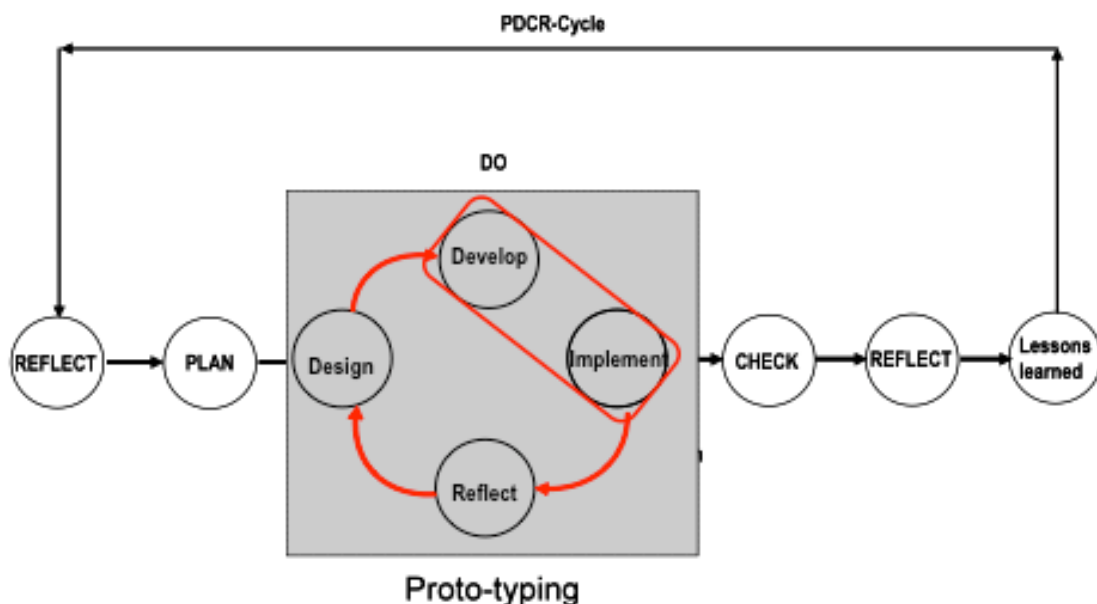 PDCR-Cycle
DO
Develop
REFLECT
PLAN
Design
Implement
CHECK
REFLECT
Lessons
learned
Reflect
Proto-typing